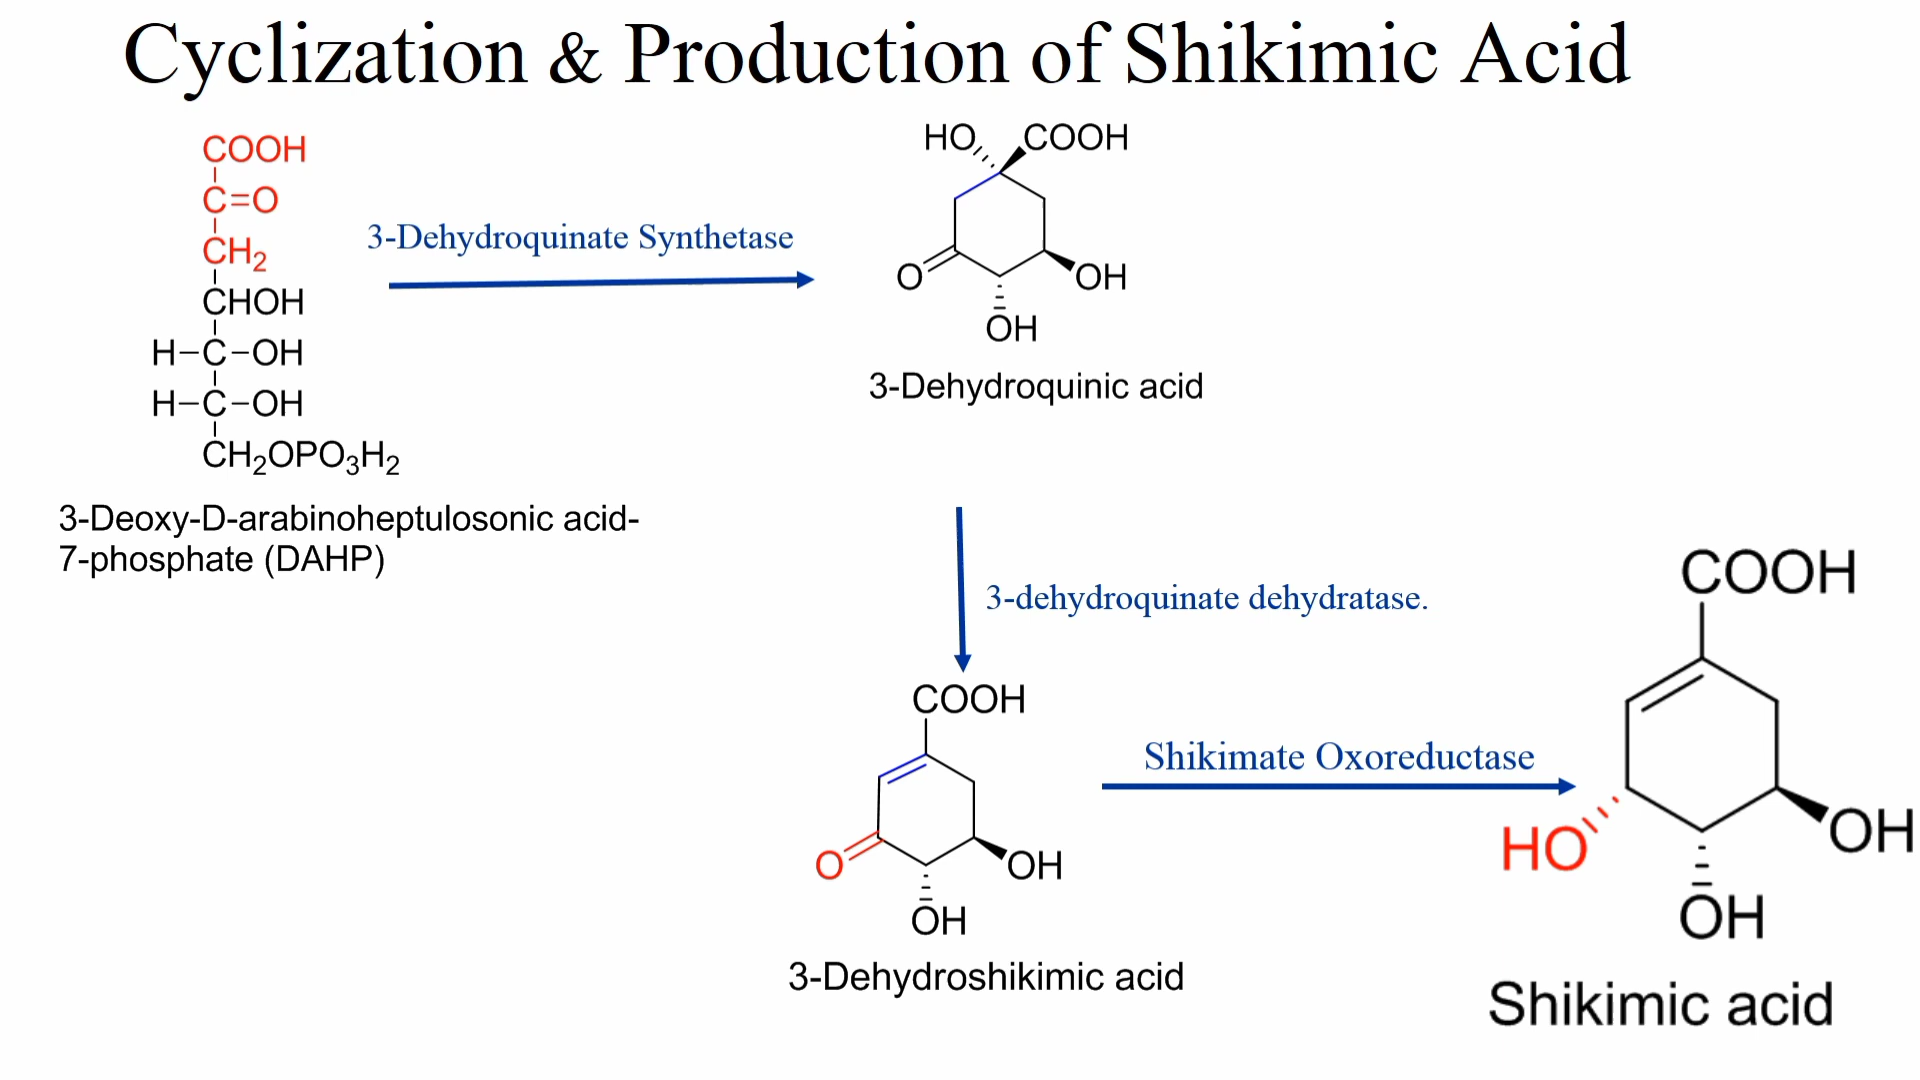 Cyclization & Production of Shikimic Acid
COOH
C=O
CH₂
CHOH
H–C–OH
H–C–OH
CH₂OPO₃H₂
3-Deoxy-D-arabinoheptulosonic acid-
7-phosphate (DAHP)
3-Dehydroquinate Synthetase
HO COOH
O OH
OH
3-Dehydroquinic acid
3-dehydroquinate dehydratase.
COOH
O OH
OH
3-Dehydroshikimic acid
Shikimate Oxoreductase
COOH
HO OH
OH
Shikimic acid